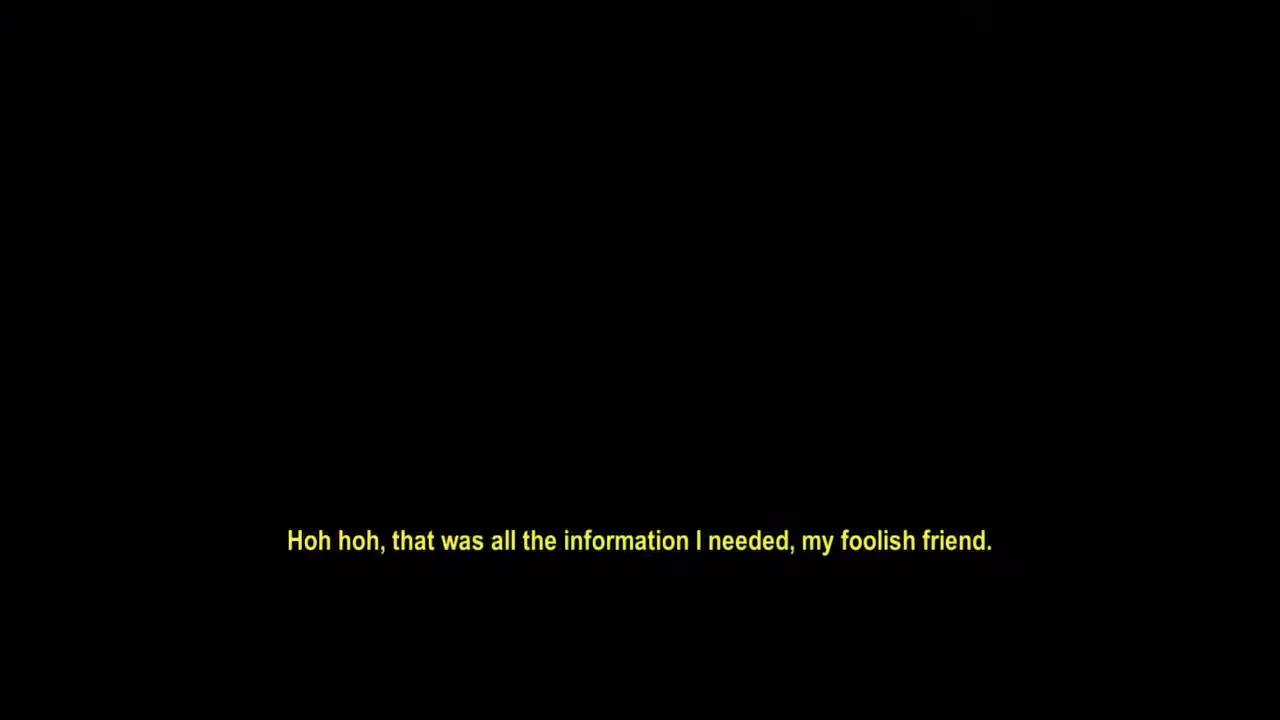 Hoh hoh, that was all the information I needed, my foolish friend.